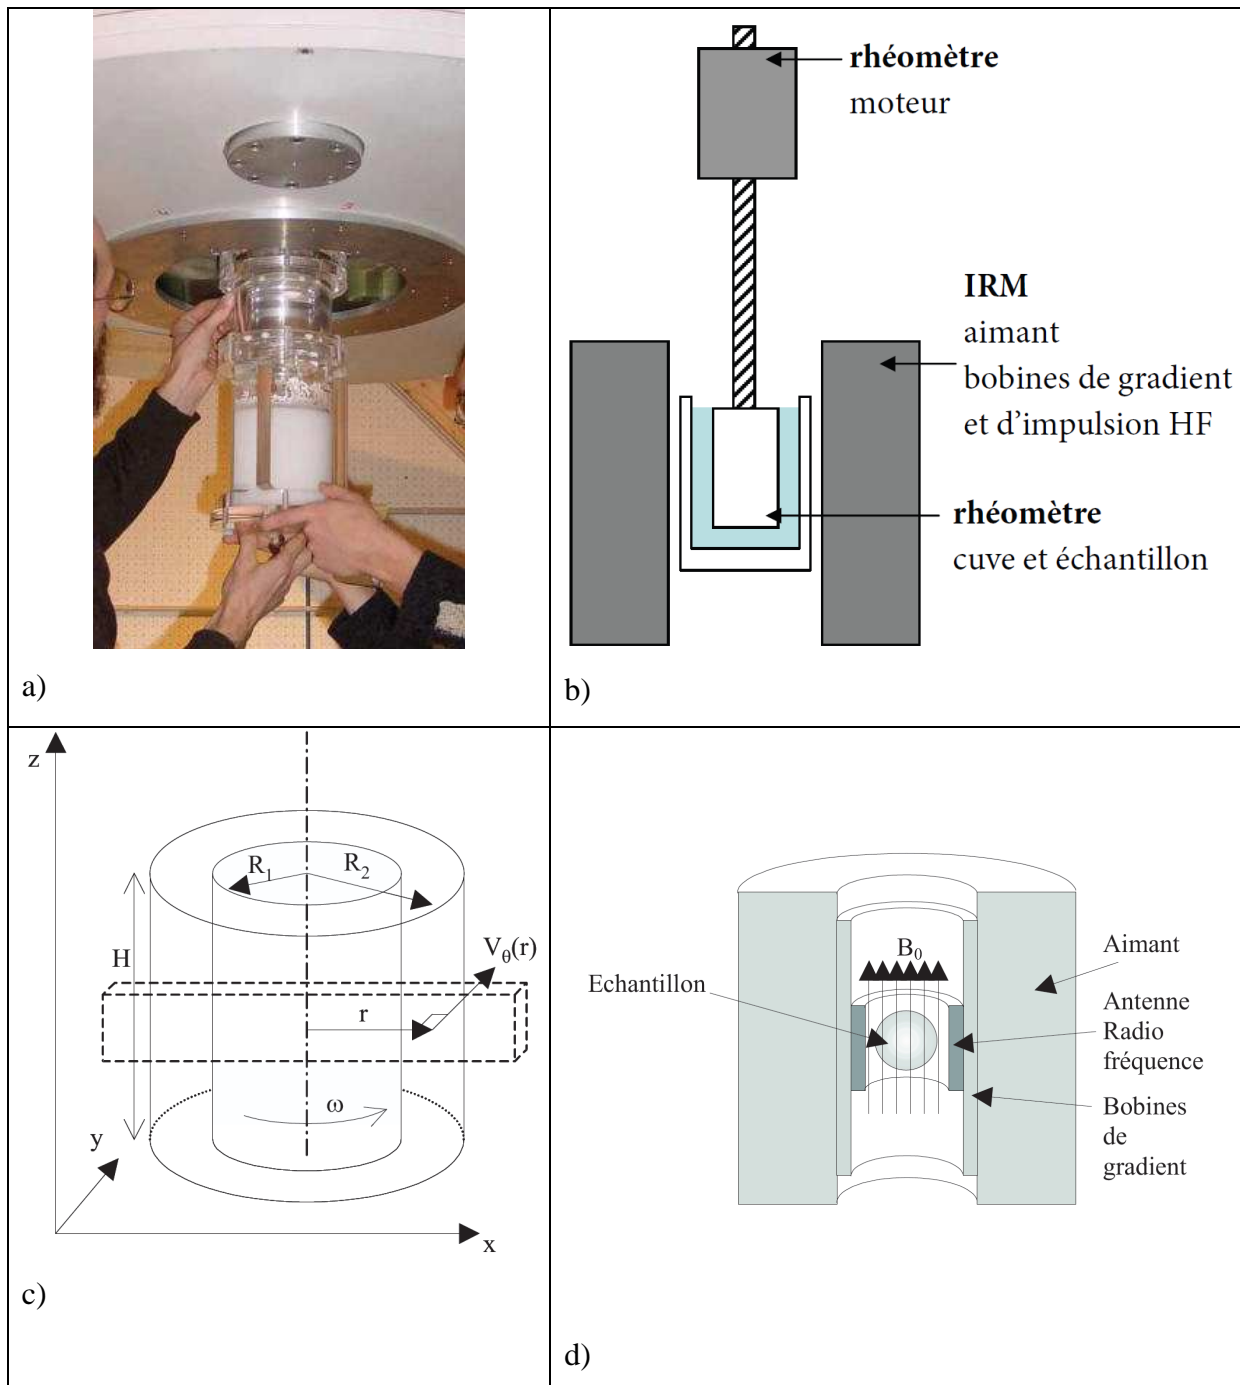 a)
rhéomètre
moteur
IRM
aimant
bobines de gradient
et d'impulsion HF
rhéomètre
cuve et échantillon
b)
z
R1
R2
H
Vθ(r)
r
ω
y
x
c)
B0
Echantillon
Aimant
Antenne
Radio
fréquence
Bobines
de
gradient
d)